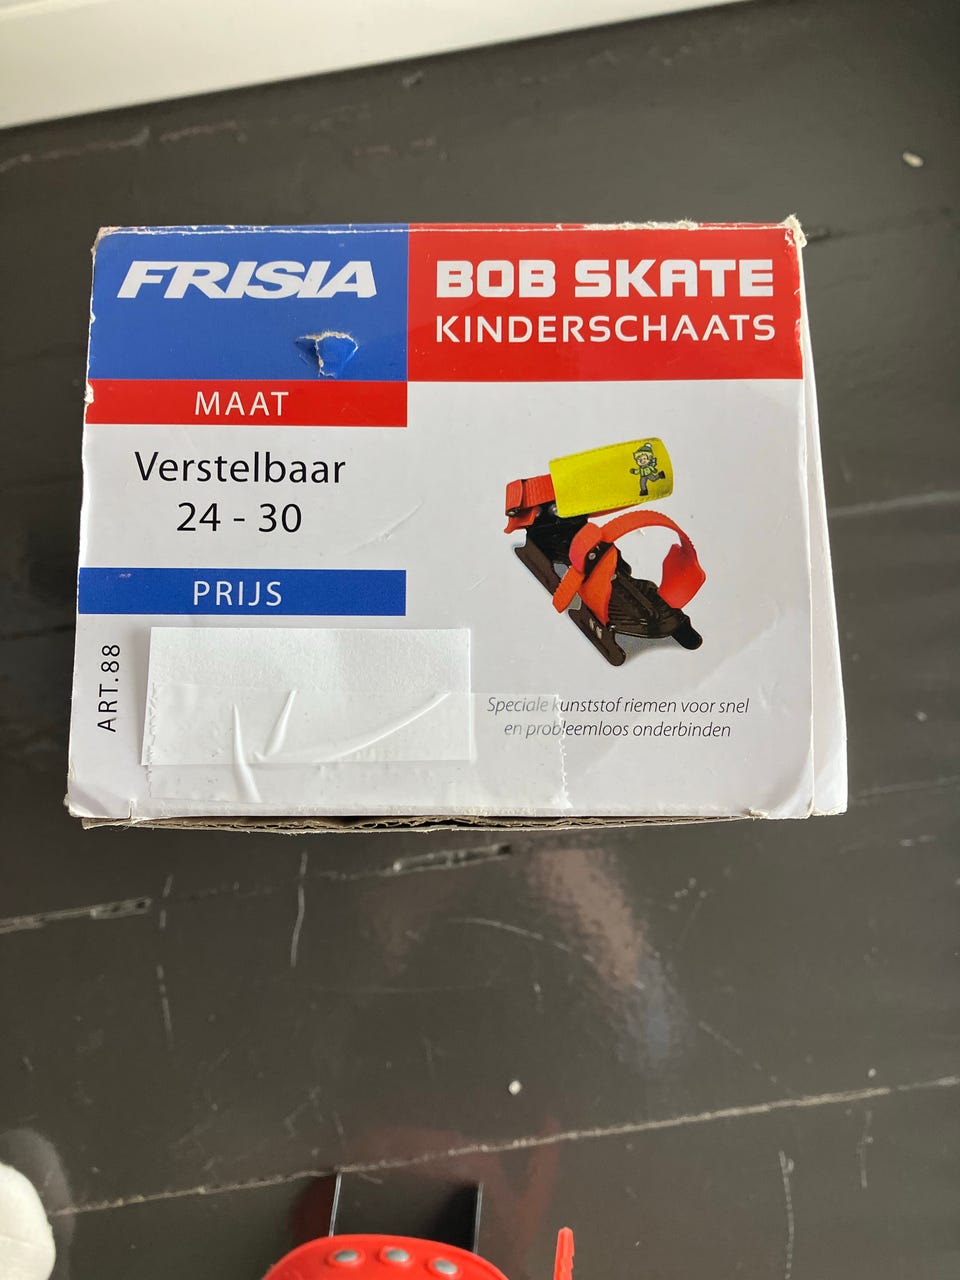 FRISIA
BOB SKATE
KINDERSCHAATS
MAAT
Verstelbaar
24 - 30
PRIJS
ART.88
Speciale kunststof riemen voor snel
en probleemloos onderbinden